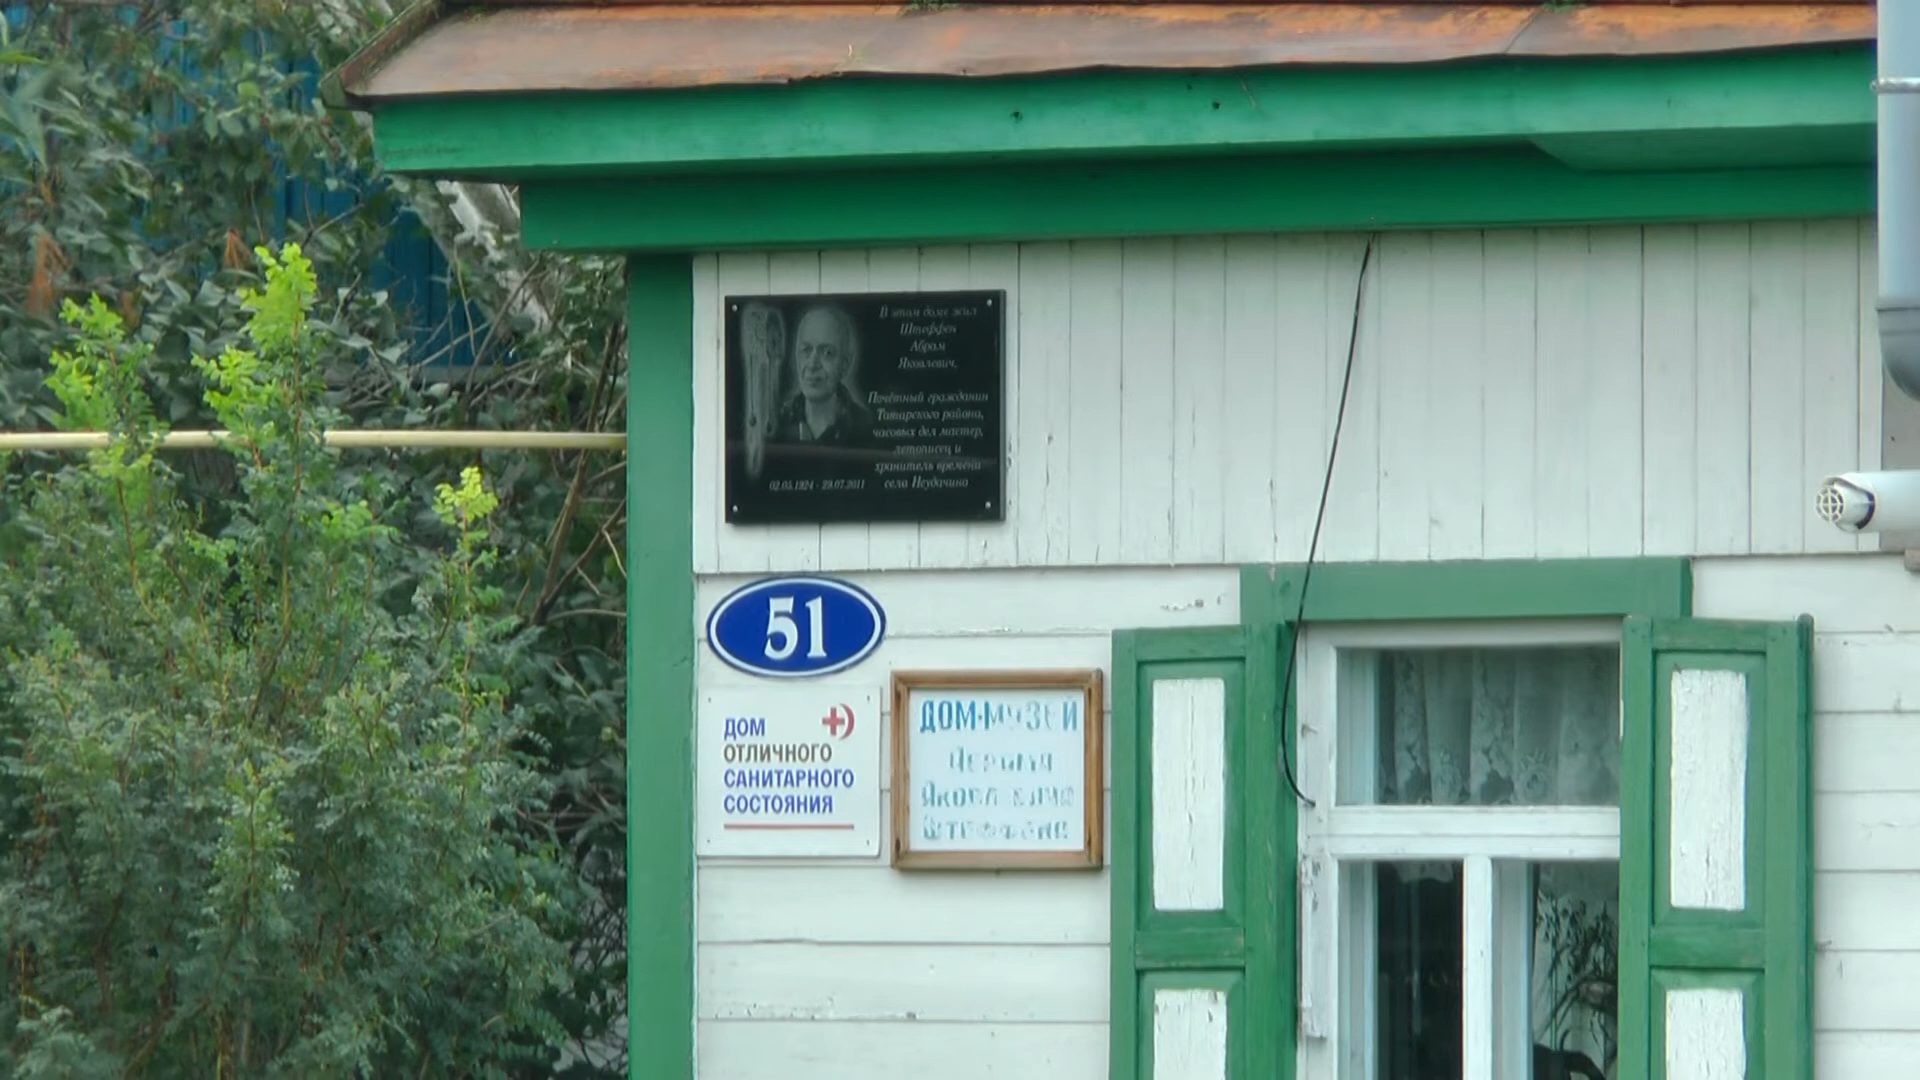 В этом доме жил
Штеффен
Абрам
Яковлевич,
Почётный гражданин
Татарского района,
часовых дел мастер,
летописец и
хранитель времени
села Неудачино
02.05.1924 - 29.07.2011
51
ДОМ
ОТЛИЧНОГО
САНИТАРНОГО
СОСТОЯНИЯ
ДОМ-МУЗЕЙ